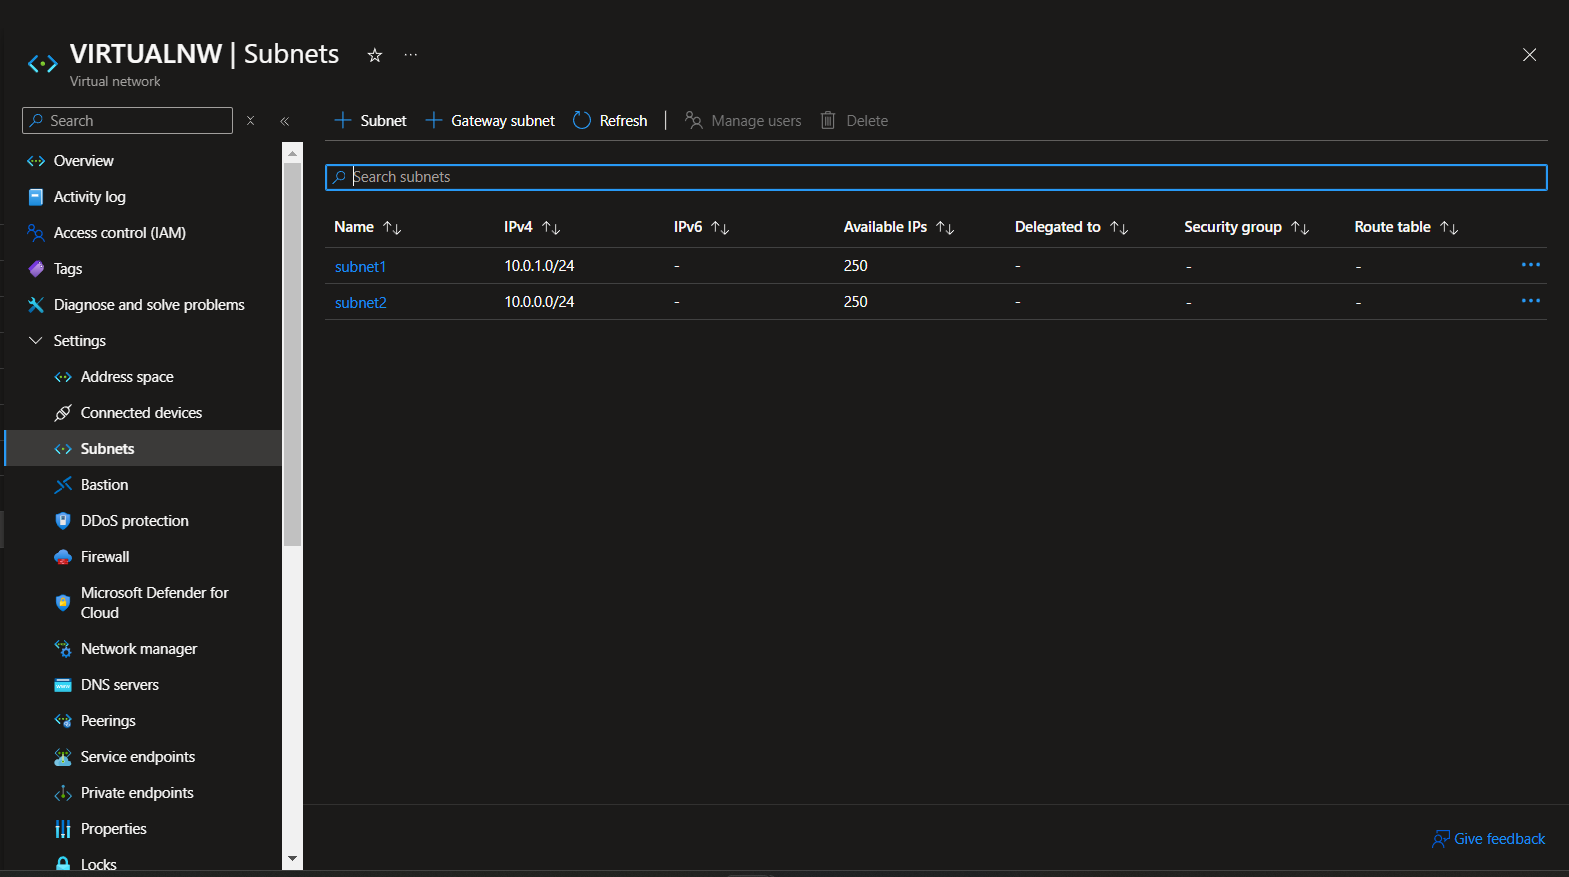 VIRTUALNW | Subnets
Virtual network
Search
Overview
Activity log
Access control (IAM)
Tags
Diagnose and solve problems
Settings
Address space
Connected devices
Subnets
Bastion
DDoS protection
Firewall
Microsoft Defender for
Cloud
Network manager
DNS servers
Peerings
Service endpoints
Private endpoints
Properties
Locks
Subnet Gateway subnet Refresh | Manage users Delete
Search subnets
Name IPv4 IPv6 Available IPs Delegated to Security group Route table
subnet1 10.0.1.0/24 - 250 - - -
subnet2 10.0.0.0/24 - 250 - - -
Give feedback